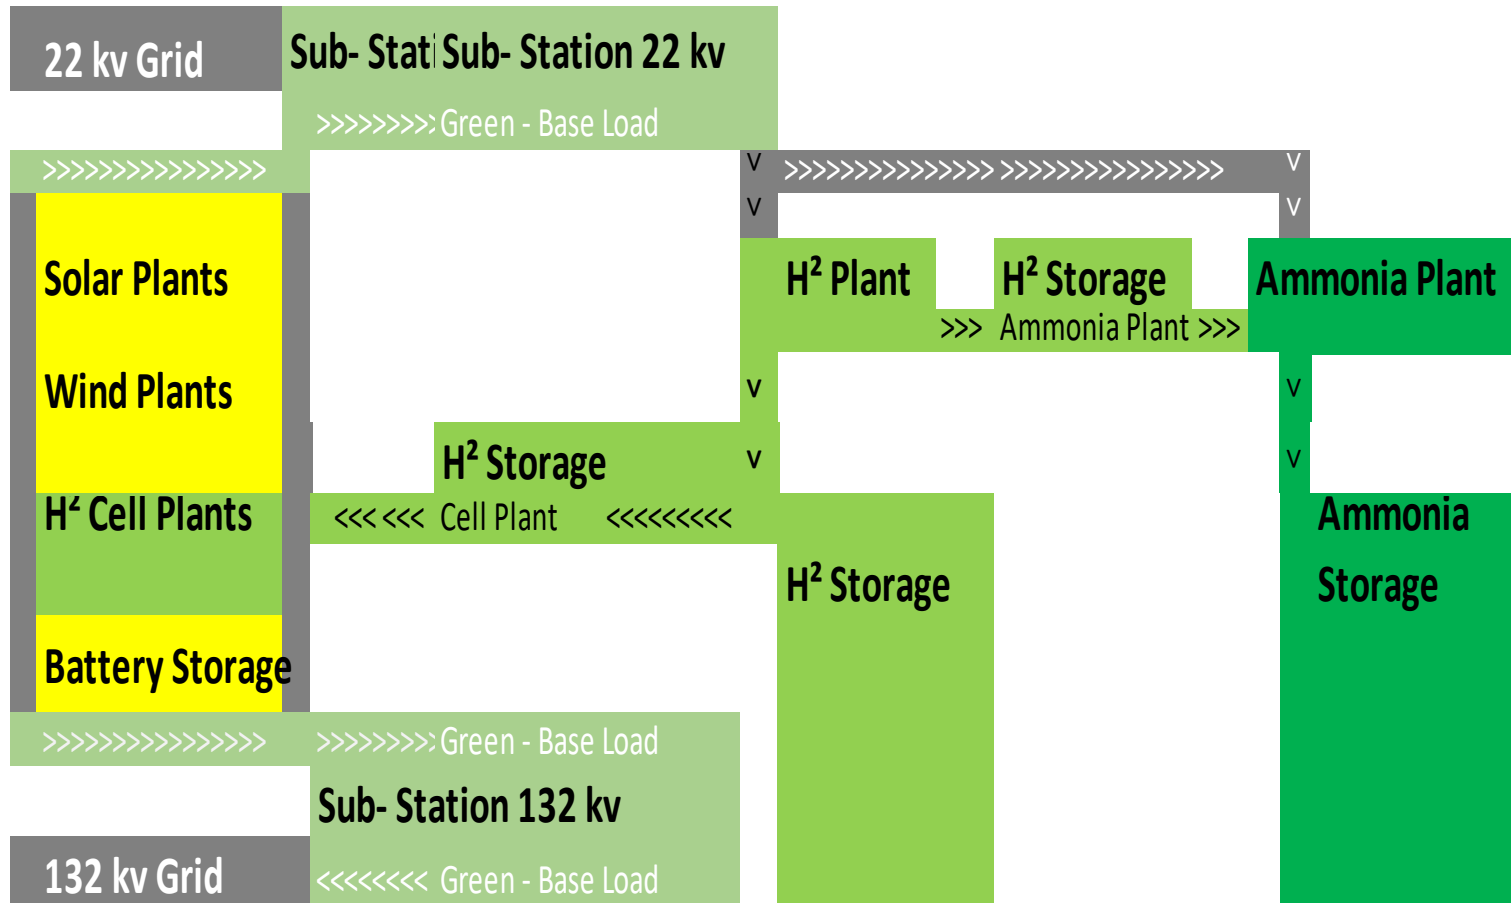 22 kv Grid
Sub- Stati Sub- Station 22 kv
>>>>>>>>> Green - Base Load
>>>>>>>>>>>>>>>>
v >>>>>>>>>>>>>>> >>>>>>>>>>>>>>>> v
v v
Solar Plants
H² Plant
H² Storage
Ammonia Plant
>>> Ammonia Plant >>>
Wind Plants
v v
H² Storage
v v
H² Cell Plants
<<< <<< Cell Plant <<<<<<<<<
Ammonia
Storage
H² Storage
Battery Storage
>>>>>>>>>>>>>>>> >>>>>>>>> Green - Base Load
Sub- Station 132 kv
132 kv Grid
<<<<<<<< Green - Base Load